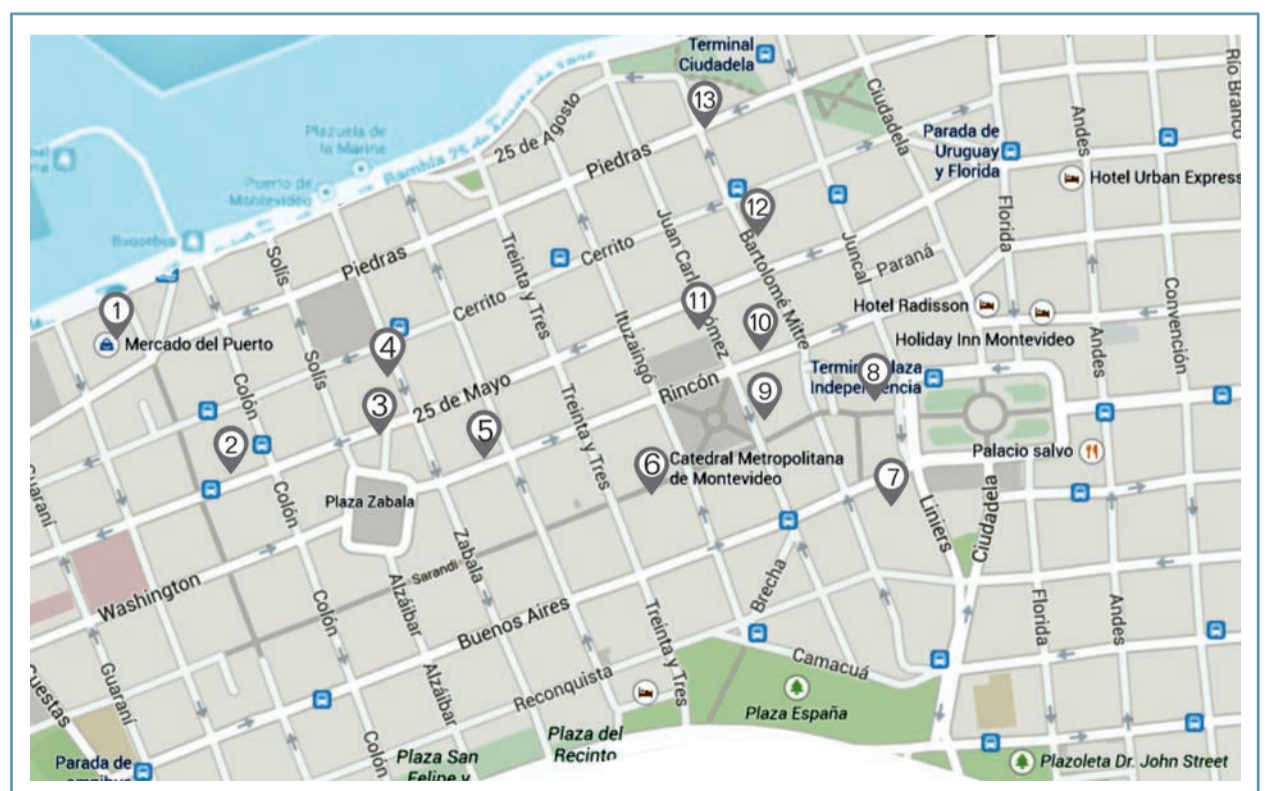 Terminal
Ciudadela
13
25 de Agosto
Piedras
Ciudadela
Andes
Río Branco
Parada de
Uruguay
y Florida
Hotel Urban Express
Plazuela de
la Marina
Rambla 25 de Agosto de
Puerto de
Montevideo
12
Bartolomé Mitre
Juncal
Paraná
Florida
Solís
Piedras
Treinta y Tres
Cerrito
Juan Carlos Gómez
Convención
1
Mercado del Puerto
Cerrito
11
10
Hotel Radisson
Holiday Inn Montevideo
Ituzaingó
Andes
Solís
4
Colón
3
25 de Mayo
Rincón
8
Terminal Plaza
Independencia
9
2
5
Treinta y Tres
6
Catedral Metropolitana
de Montevideo
Palacio salvo
7
Guaraní
Colón
Plaza Zabala
Liniers
Ciudadela
Washington
Zabala
Sarandí
Alzáibar
Buenos Aires
Brecha
Colón
Treinta y Tres
Florida
Andes
Guaraní
Alzáibar
Reconquista
Camacuá
Cuestas
Plaza España
Colón
Plaza del
Recinto
Plaza San
Felipe y
Parada de
Plazoleta Dr. John Street